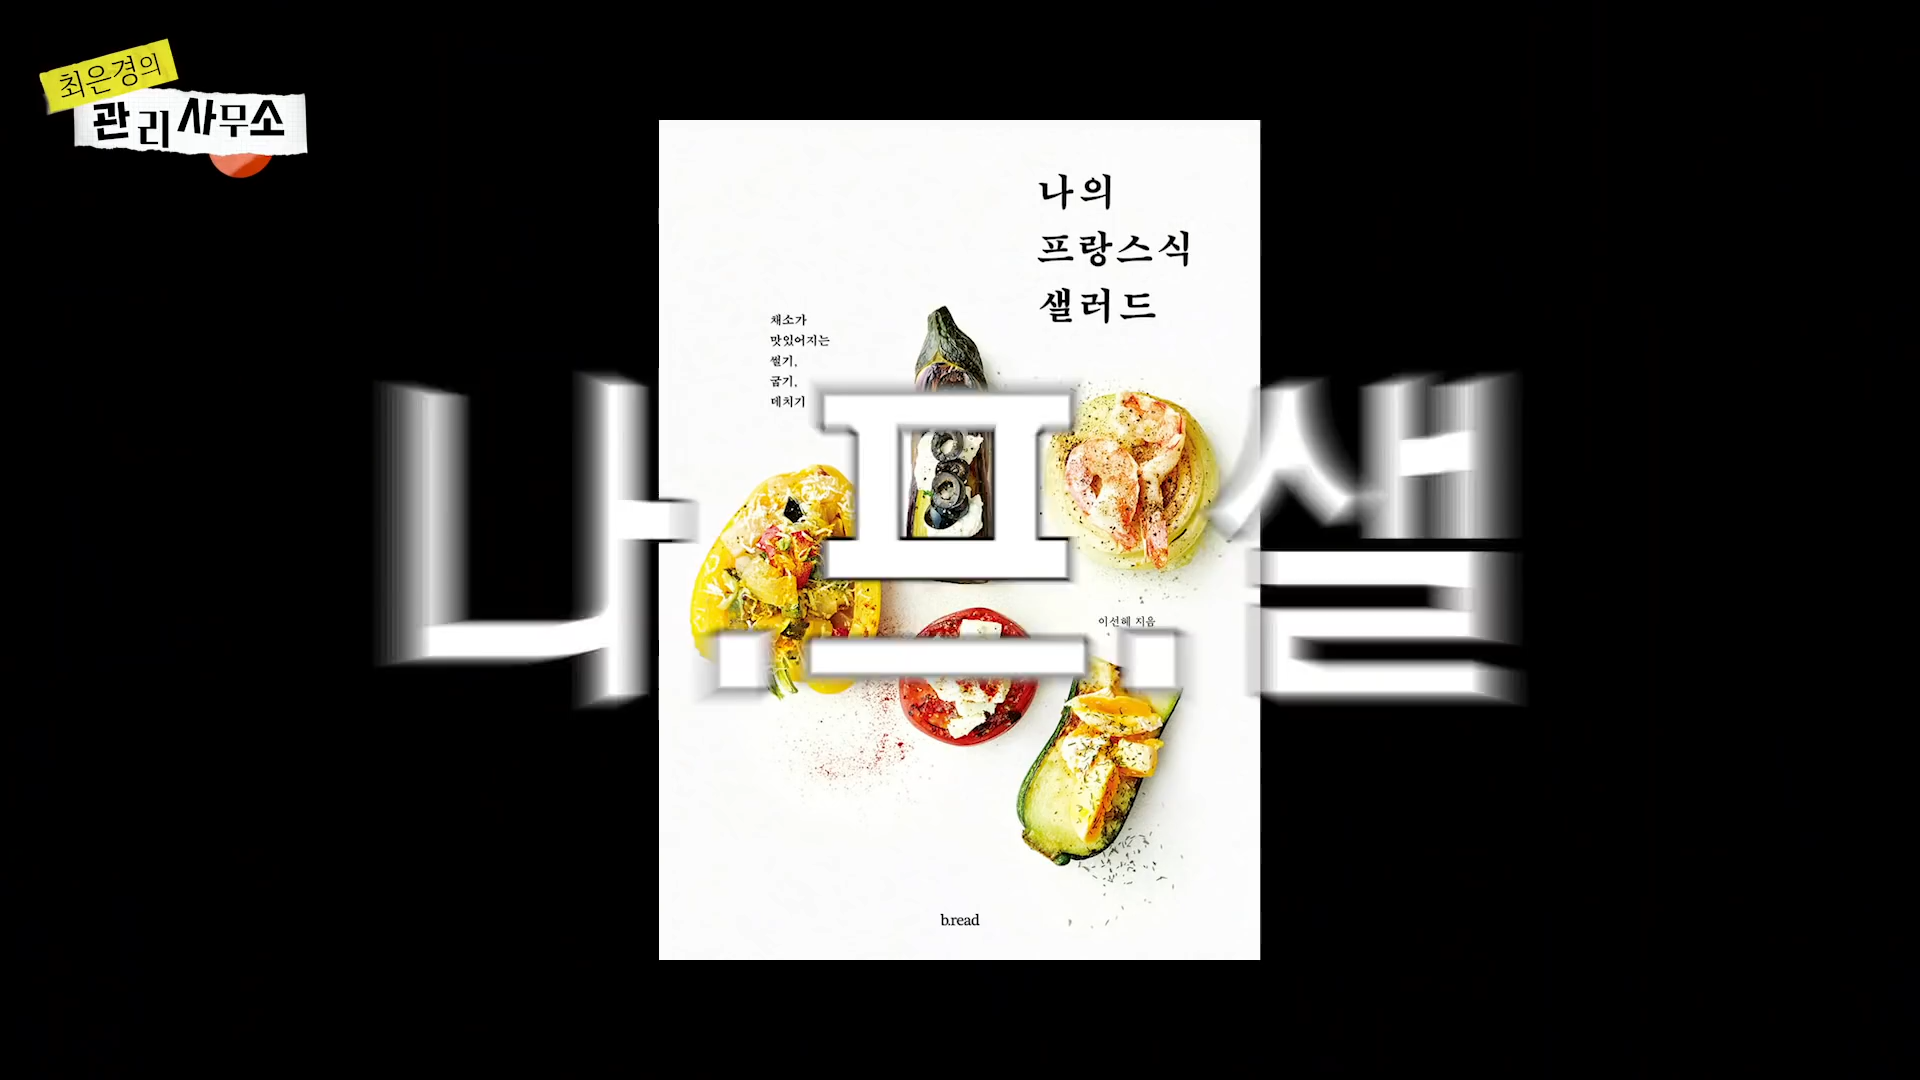 최은경의
관리사무소
나의
프랑스식
샐러드
채소가
맛있어지는
썰기,
굽기,
데치기
나.프.샐
이선혜 지음
b.read